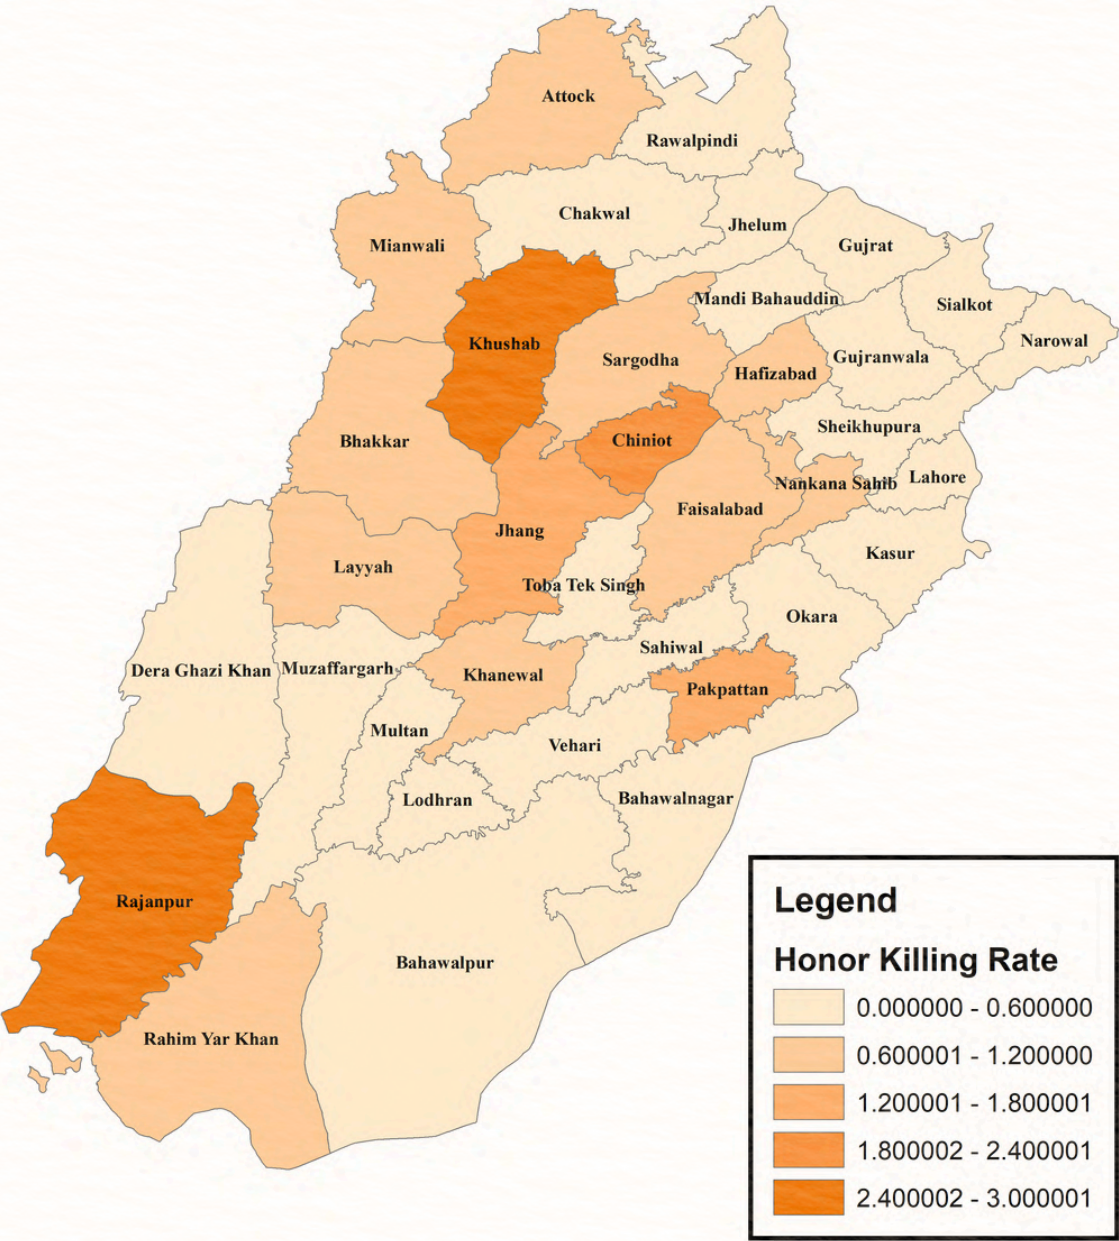 Attock
Rawalpindi
Chakwal
Jhelum
Mianwali
Gujrat
Mandi Bahauddin
Sialkot
Narowal
Khushab
Sargodha
Gujranwala
Hafizabad
Sheikhupura
Bhakkar
Chiniot
Lahore
Nankana Sahib
Faisalabad
Jhang
Kasur
Layyah
Toba Tek Singh
Okara
Sahiwal
Dera Ghazi Khan
Muzaffargarh
Khanewal
Pakpattan
Multan
Vehari
Lodhran
Bahawalnagar
Rajanpur
Bahawalpur
Rahim Yar Khan
Legend
Honor Killing Rate
0.000000 - 0.600000
0.600001 - 1.200000
1.200001 - 1.800001
1.800002 - 2.400001
2.400002 - 3.000001